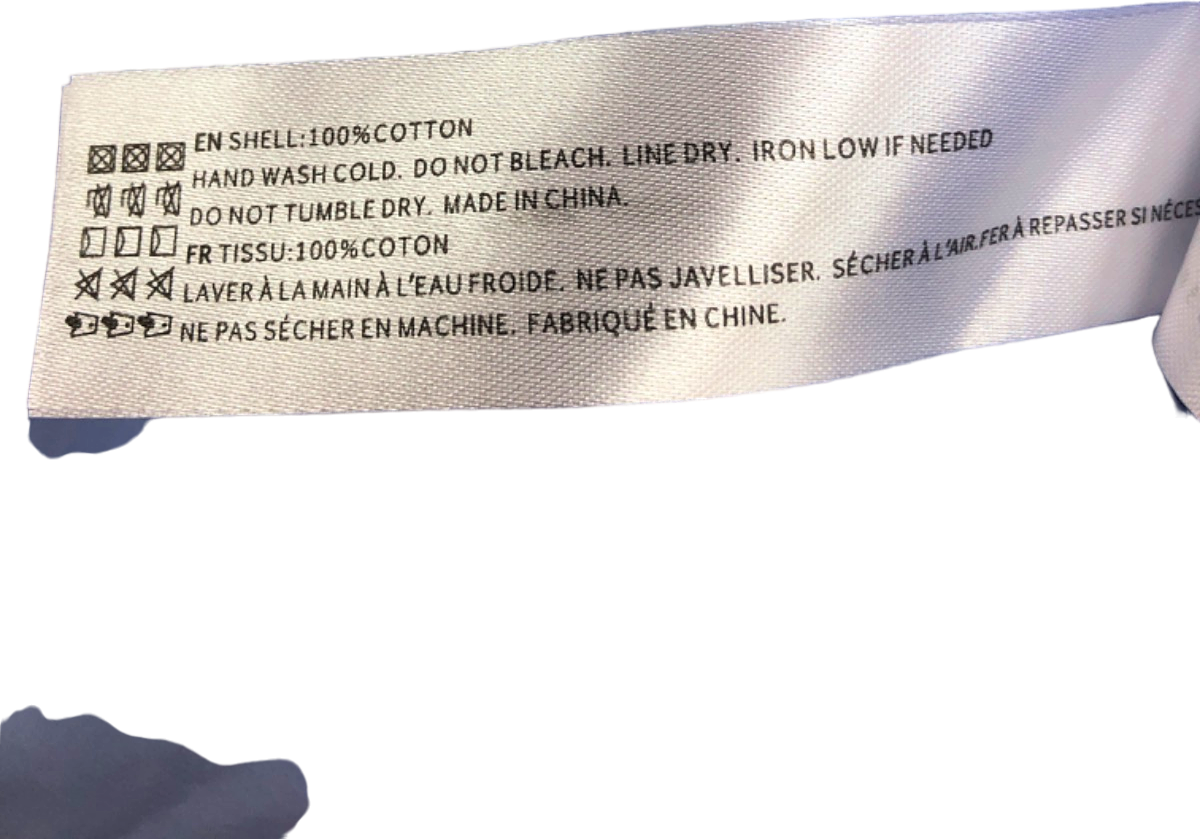 EN SHELL:100%COTTON
HAND WASH COLD. DO NOT BLEACH. LINE DRY. IRON LOW IF NEEDED
DO NOT TUMBLE DRY. MADE IN CHINA.
FR TISSU:100%COTON
LAVER À LA MAIN À L'EAU FROIDE. NE PAS JAVELLISER. SÉCHER À L'AIR.FER À REPASSER SI
NE PAS SÉCHER EN MACHINE. FABRIQUÉ EN CHINE.